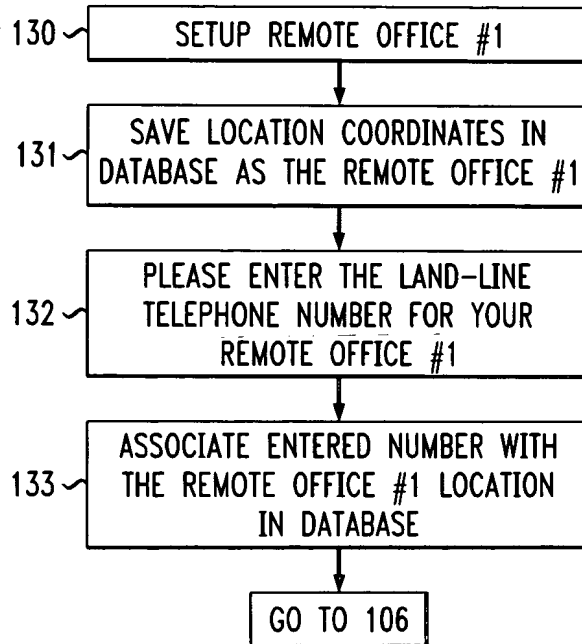 130 SETUP REMOTE OFFICE #1
131 SAVE LOCATION COORDINATES IN
DATABASE AS THE REMOTE OFFICE #1
132 PLEASE ENTER THE LAND-LINE
TELEPHONE NUMBER FOR YOUR
REMOTE OFFICE #1
133 ASSOCIATE ENTERED NUMBER WITH
THE REMOTE OFFICE #1 LOCATION
IN DATABASE
GO TO 106